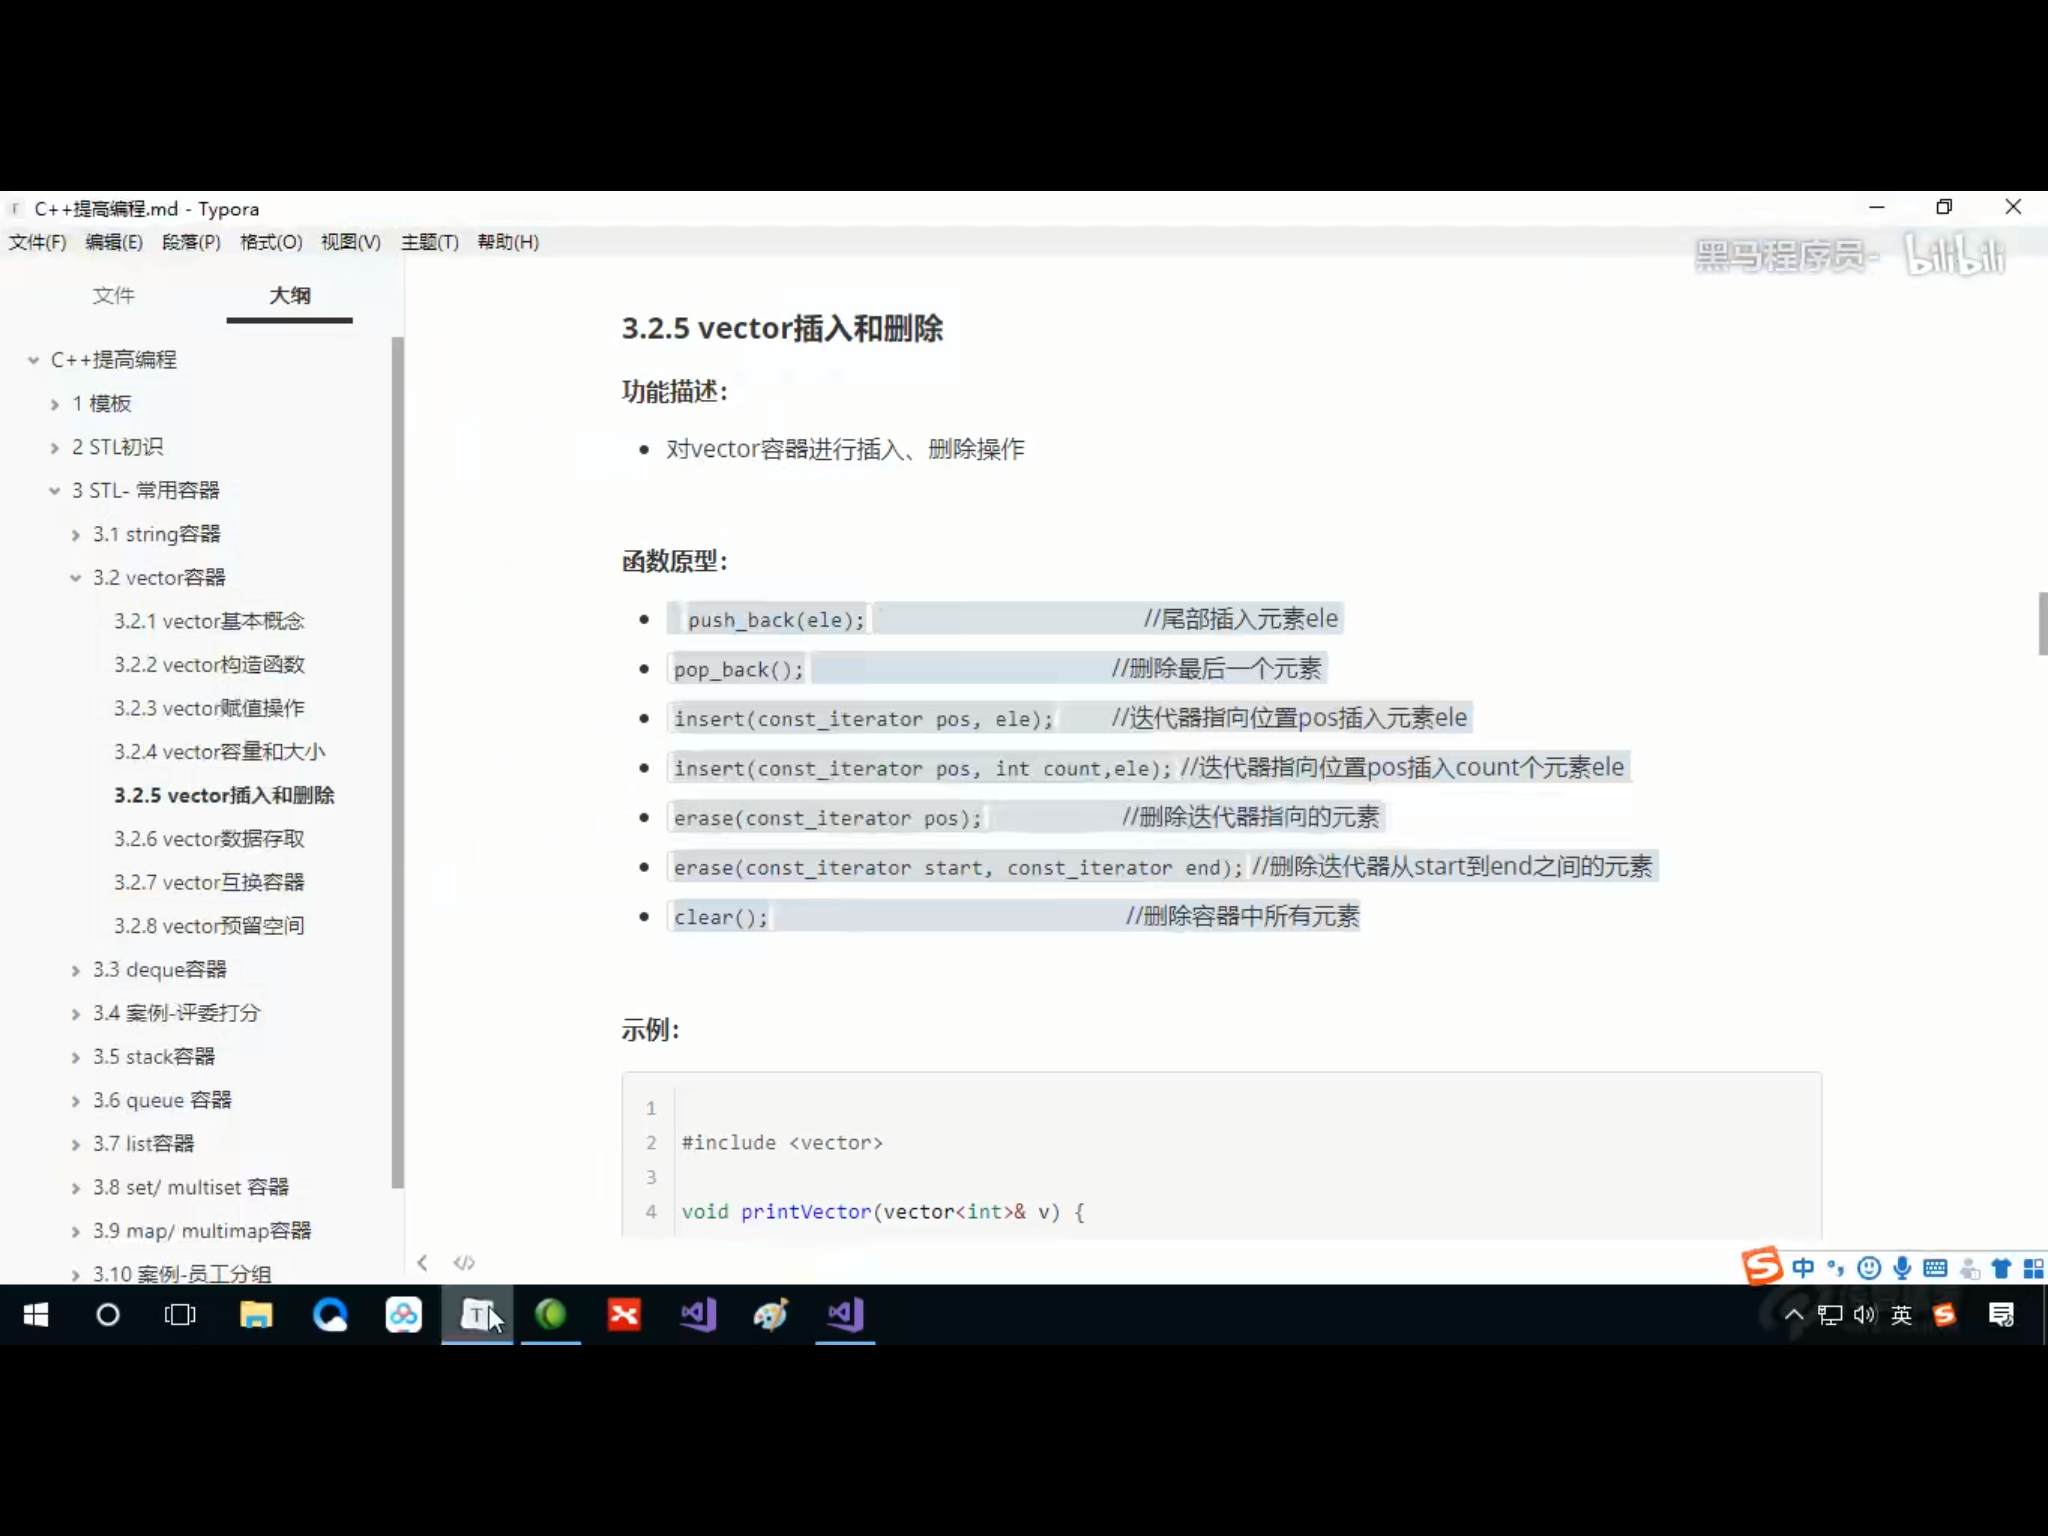 C++提高编程.md - Typora
文件(F) 编辑(E) 段落(P) 格式(O) 视图(V) 主题(T) 帮助(H)
黑马程序员- bilibili
文件 大纲
C++提高编程
1 模板
2 STL初识
3 STL- 常用容器
3.1 string容器
3.2 vector容器
3.2.1 vector基本概念
3.2.2 vector构造函数
3.2.3 vector赋值操作
3.2.4 vector容量和大小
3.2.5 vector插入和删除
3.2.6 vector数据存取
3.2.7 vector互换容器
3.2.8 vector预留空间
3.3 deque容器
3.4 案例-评委打分
3.5 stack容器
3.6 queue 容器
3.7 list容器
3.8 set/ multiset 容器
3.9 map/ multimap容器
3.10 案例-员工分组
3.2.5 vector插入和删除
功能描述:
对vector容器进行插入、删除操作
函数原型:
push_back(ele); //尾部插入元素ele
pop_back(); //删除最后一个元素
insert(const_iterator pos, ele); //迭代器指向位置pos插入元素ele
insert(const_iterator pos, int count,ele); //迭代器指向位置pos插入count个元素ele
erase(const_iterator pos); //删除迭代器指向的元素
erase(const_iterator start, const_iterator end); //删除迭代器从start到end之间的元素
clear(); //删除容器中所有元素
示例:
1
2 #include <vector>
3
4 void printVector(vector<int>& v) {
中
英